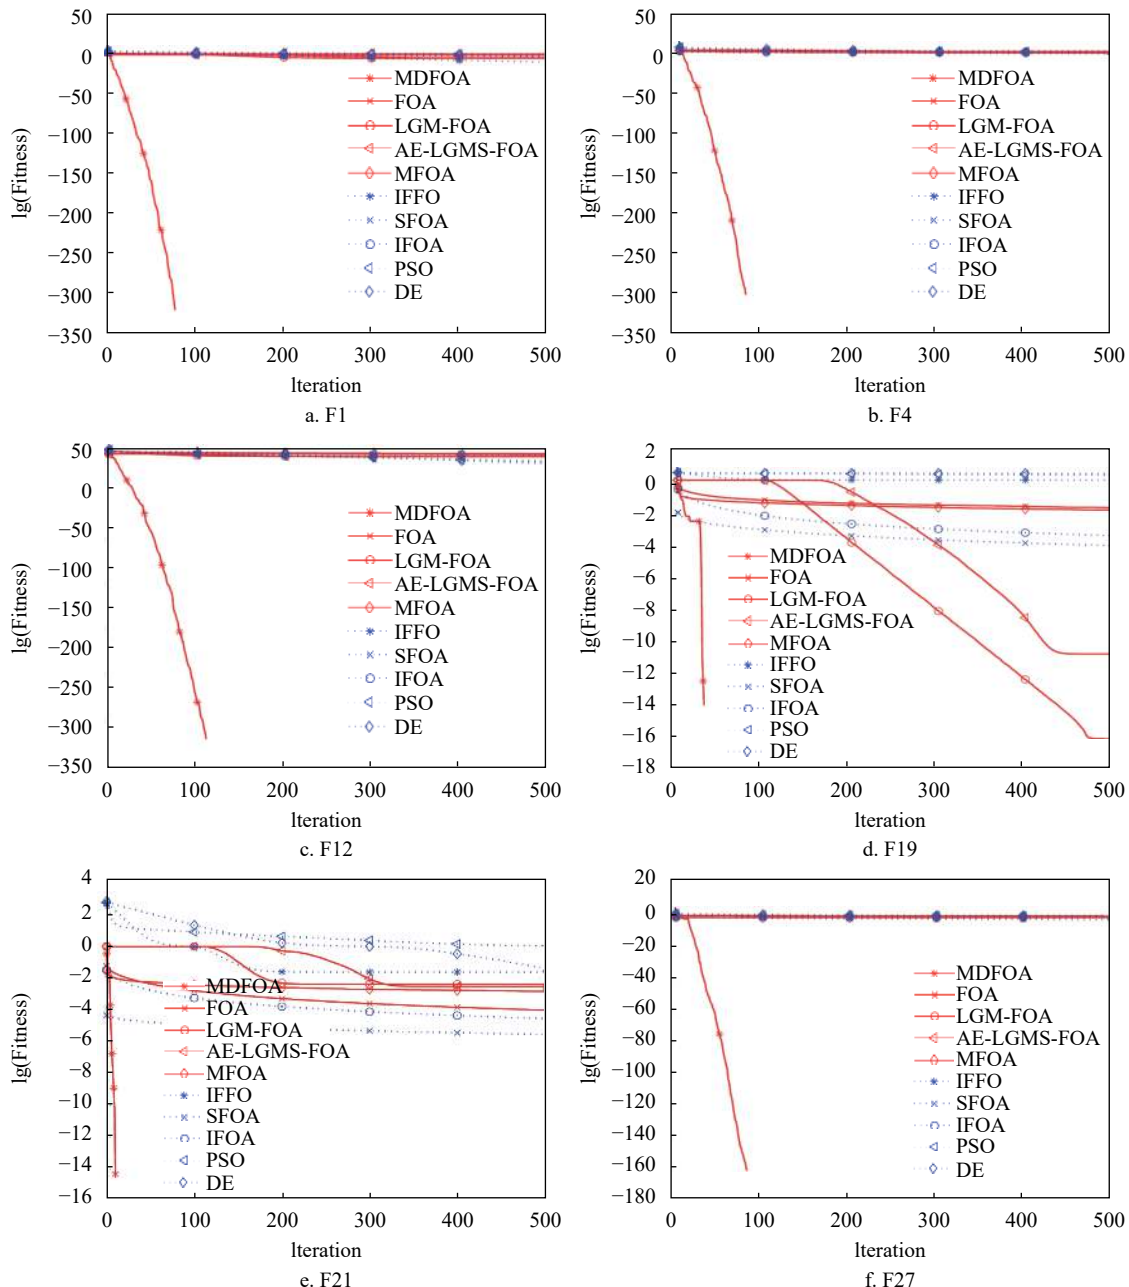 50
0
−50
−100
−150
−200
−250
−300
−350
lg(Fitness)
MDFOA
FOA
LGM-FOA
AE-LGMS-FOA
MFOA
IFFO
SFOA
IFOA
PSO
DE
0 100 200 300 400 500
Iteration
a. F1
50
0
−50
−100
−150
−200
−250
−300
−350
lg(Fitness)
MDFOA
FOA
LGM-FOA
AE-LGMS-FOA
MFOA
IFFO
SFOA
IFOA
PSO
DE
0 100 200 300 400 500
Iteration
b. F4
50
0
−50
−100
−150
−200
−250
−300
−350
lg(Fitness)
MDFOA
FOA
LGM-FOA
AE-LGMS-FOA
MFOA
IFFO
SFOA
IFOA
PSO
DE
0 100 200 300 400 500
Iteration
c. F12
2
0
−2
−4
−6
−8
−10
−12
−14
−16
−18
lg(Fitness)
MDFOA
FOA
LGM-FOA
AE-LGMS-FOA
MFOA
IFFO
SFOA
IFOA
PSO
DE
0 100 200 300 400 500
Iteration
d. F19
4
2
0
−2
−4
−6
−8
−10
−12
−14
−16
lg(Fitness)
MDFOA
FOA
LGM-FOA
AE-LGMS-FOA
MFOA
IFFO
SFOA
IFOA
PSO
DE
0 100 200 300 400 500
Iteration
e. F21
20
0
−20
−40
−60
−80
−100
−120
−140
−160
−180
lg(Fitness)
MDFOA
FOA
LGM-FOA
AE-LGMS-FOA
MFOA
IFFO
SFOA
IFOA
PSO
DE
0 100 200 300 400 500
Iteration
f. F27